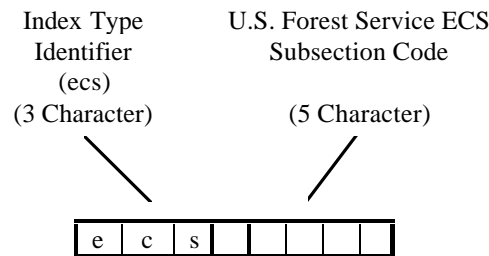 Index Type
Identifier
(ecs)
(3 Character)
U.S. Forest Service ECS
Subsection Code
(5 Character)
e c s